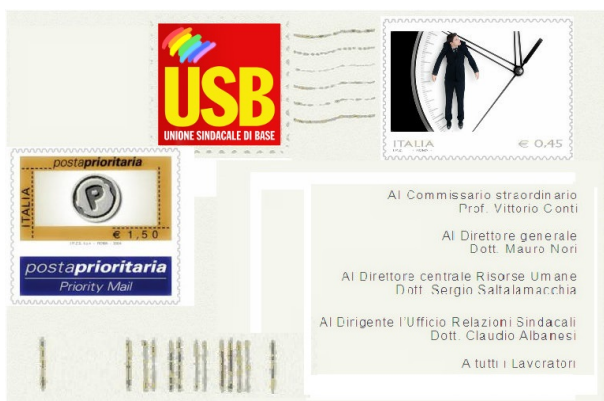 USB
UNIONE SINDACALE DI BASE
ITALIA
€ 0.45
postaprioritaria
ITALIA
P
€ 1,50
postaprioritaria
Priority Mail
Al Commissario straordinario
Prof. Vittorio Conti
Al Direttore generale
Dott. Mauro Nori
Al Direttore centrale Risorse Umane
Dott. Sergio Saltalamacchia
Al Dirigente l'Ufficio Relazioni Sindacali
Dott. Claudio Albanesi
A tutti i Lavoratori